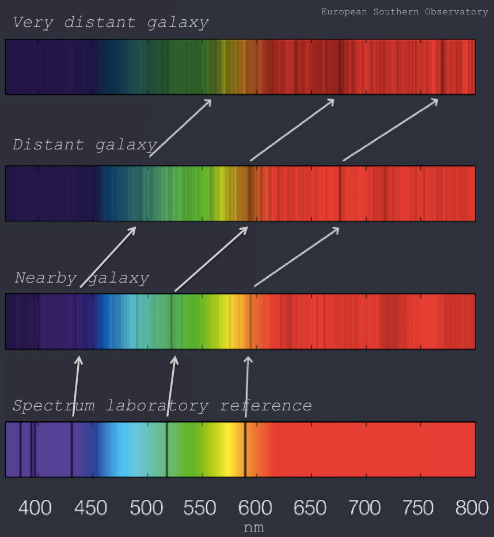 European Southern Observatory
Very distant galaxy
Distant galaxy
Nearby galaxy
Spectrum laboratory reference
400 450 500 550 600 650 700 750 800
nm